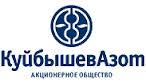 КуйбышевАзот
АКЦИОНЕРНОЕ ОБЩЕСТВО